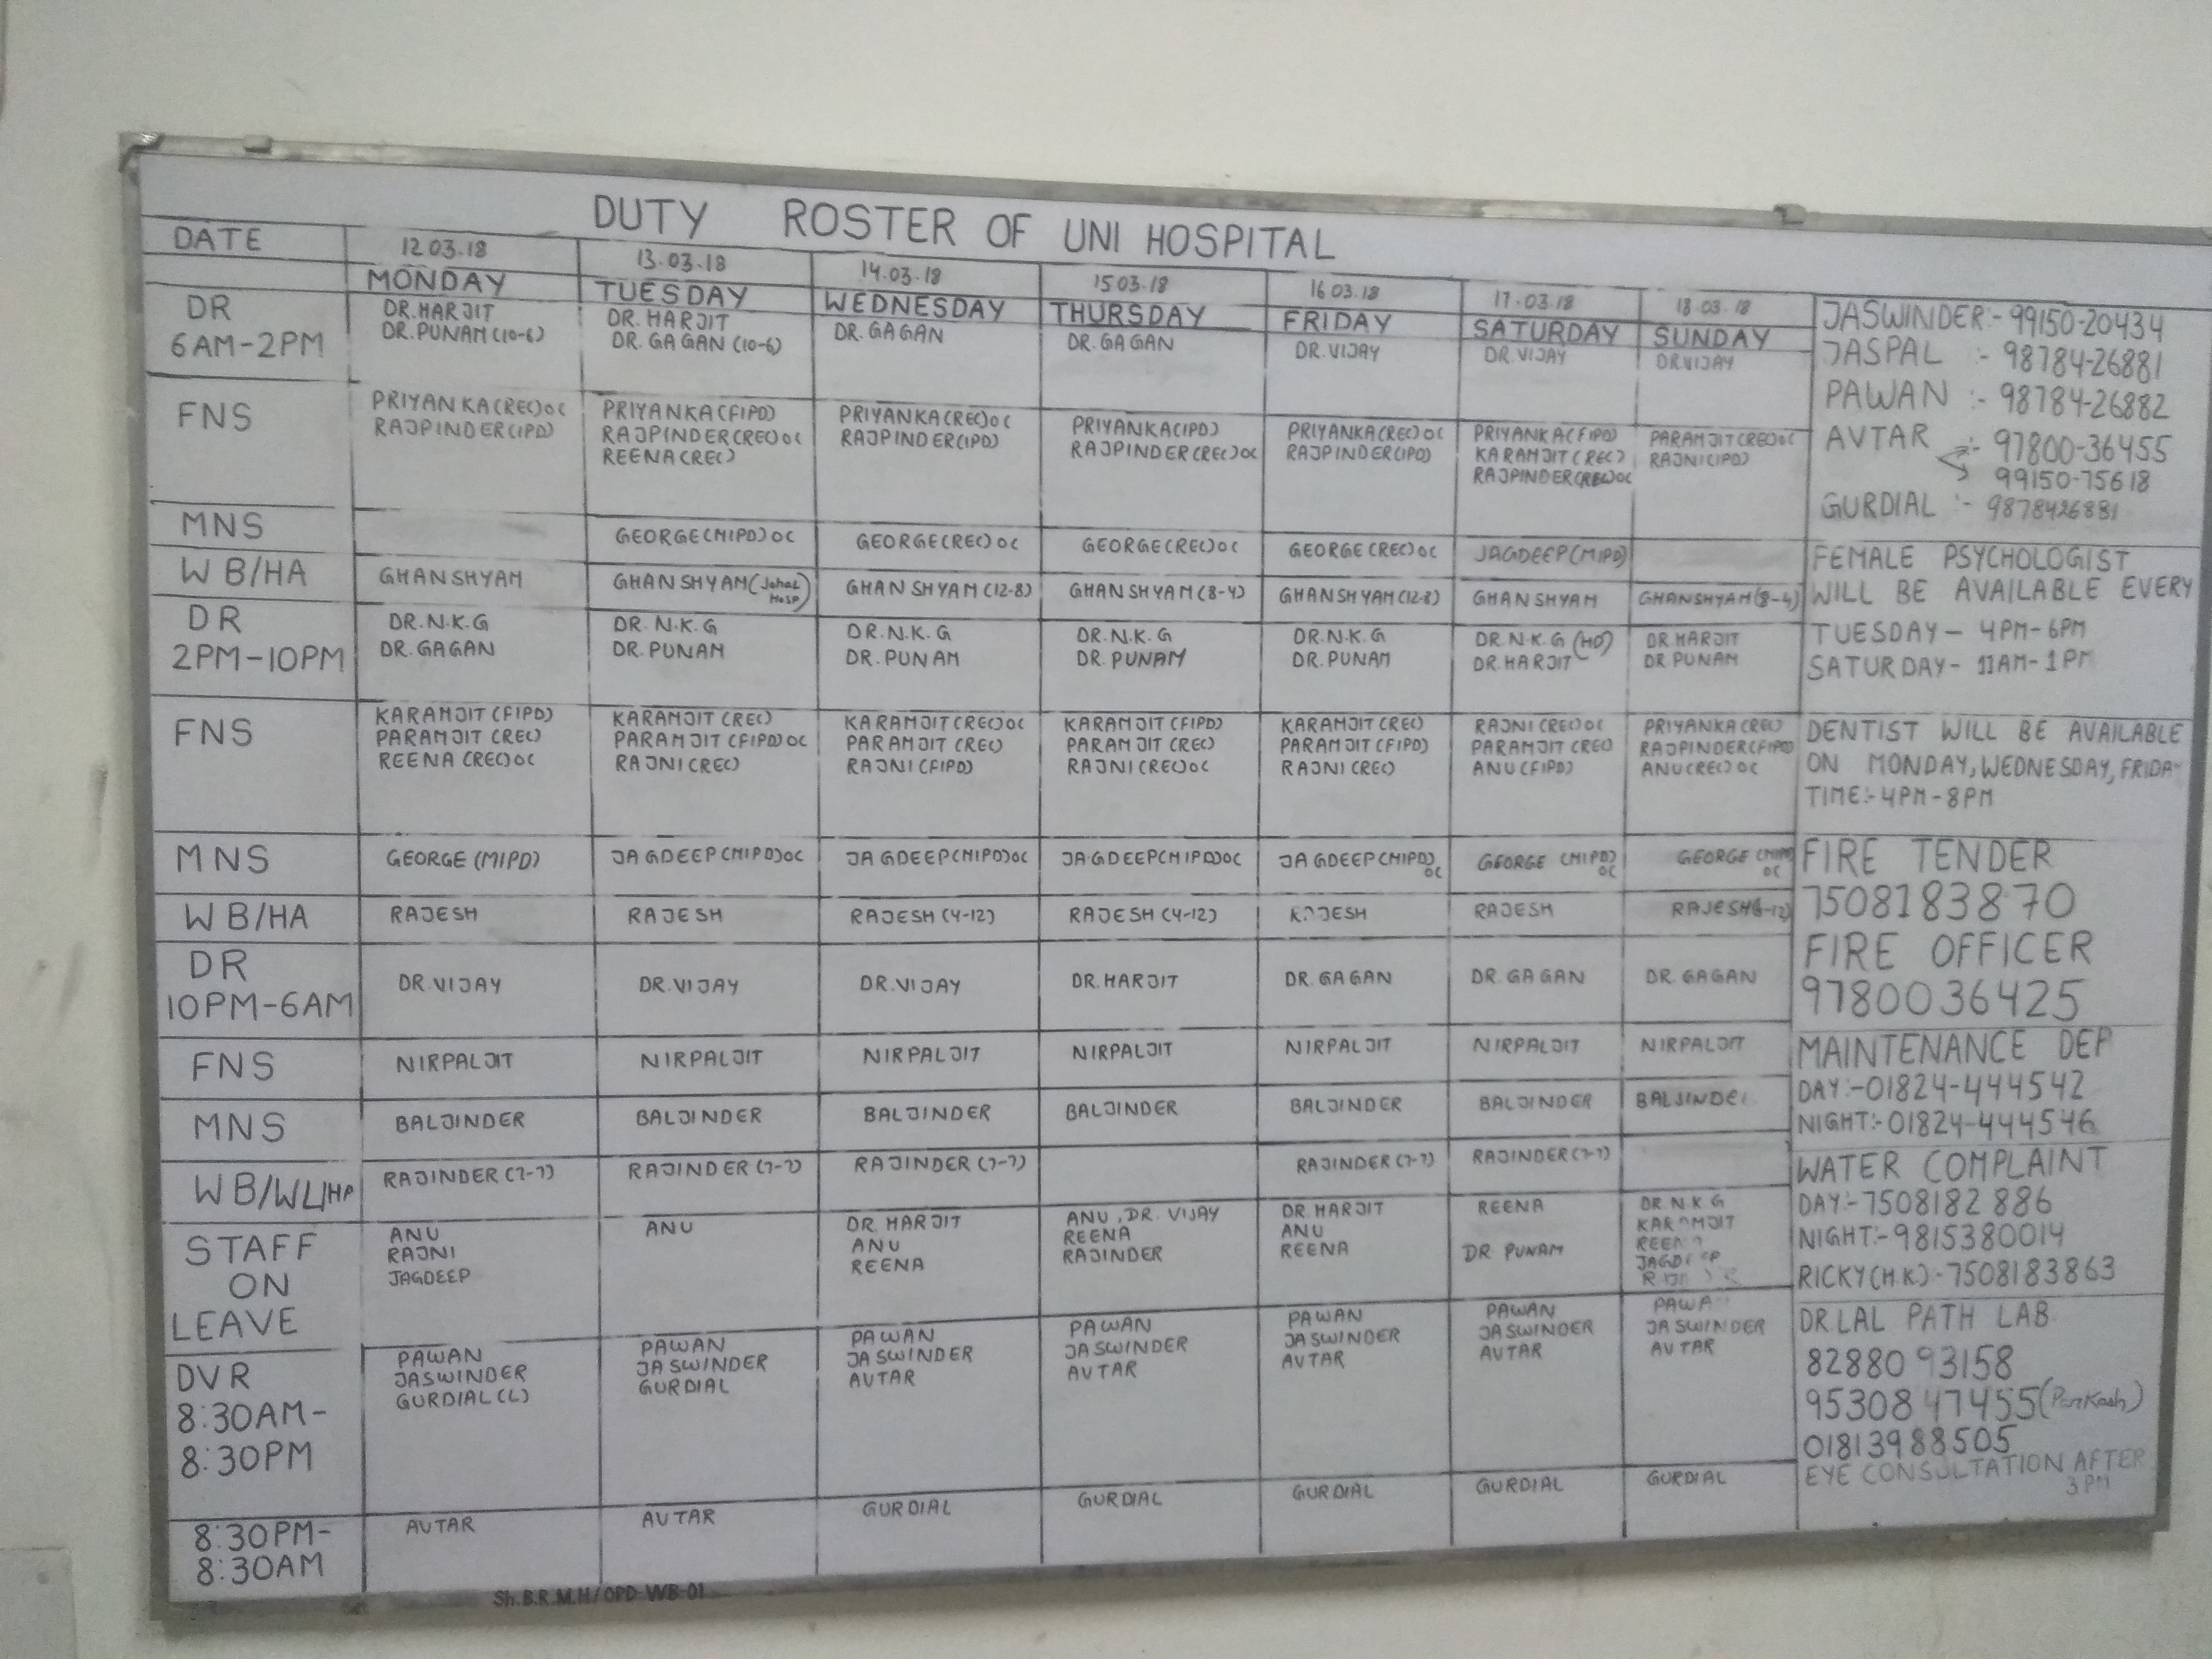 DUTY ROSTER OF UNI HOSPITAL
DATE 12 03.18 13.03.18 14.03.18 15 03.18 16 03.18 17.03.18 18.03.18
MONDAY TUESDAY WEDNESDAY THURSDAY FRIDAY SATURDAY SUNDAY
DR DR.HARJIT DR. HARJIT DR.GAGAN DR.GAGAN DR.VIJAY DR.VIJAY DR.VIJAY
6AM-2PM DR.PUNAM(10-6) DR.GAGAN (10-6)
FNS PRIYANKA(REC)OC PRIYANKA(FIPD) PRIYANKA(REC)OC PRIYANKA(IPD) PRIYANKA(REC)OC PRIYANKA(FIPD) PARAMJIT(REC)OC
RAJPINDER(IPD) RAJPINDER(REC)OC RAJPINDER(IPD) RAJPINDER(REC)OC RAJPINDER(IPD) KARAMJIT(REC) RAJNI(IPD)
REENA(REC) RAJPINDER(REC)OC
MNS GEORGE(MIPD)OC GEORGE(REC)OC GEORGE(REC)OC GEORGE(REC)OC JAGDEEP(MIPD)
WB/HA GHANSHYAM GHANSHYAM(Johal Hosp) GHANSHYAM(12-8) GHANSHYAM(8-4) GHANSHYAM(12-8) GHANSHYAM GHANSHYAM(8-4)
DR DR.N.K.G DR.N.K.G DR.N.K.G DR.N.K.G DR.N.K.G DR.N.K.G (HO) DR.HARJIT
2PM-10PM DR.GAGAN DR.PUNAM DR.PUNAM DR.PUNAM DR.PUNAM DR.HARJIT DR PUNAM
FNS KARAMJIT(FIPD) KARAMJIT(REC) KARAMJIT(REC)OC KARAMJIT(FIPD) KARAMJIT(REC) RAJNI(REC)OC PRIYANKA(REC)
PARAMJIT(REC) PARAMJIT(FIPD)OC PARAMJIT(REC) PARAMJIT(REC) PARAMJIT(FIPD) PARAMJIT(REC) RAJPINDER(FIPD)
REENA(REC)OC RAJNI(REC) RAJNI(FIPD) RAJNI(REC)OC RAJNI(REC) ANU(FIPD) ANU(REC)OC
MNS GEORGE (MIPD) JAGDEEP(MIPD)OC JAGDEEP(MIPD)OC JAGDEEP(MIPD)OC JAGDEEP(MIPD) OC GEORGE (MIPD) OC GEORGE OC
WB/HA RAJESH RAJESH RAJESH(4-12) RAJESH(4-12) RAJESH RAJESH RAJESH
DR DR.VIJAY DR.VIJAY DR.VIJAY DR.HARJIT DR.GAGAN DR.GAGAN DR.GAGAN
10PM-6AM
FNS NIRPALJIT NIRPALJIT NIRPALJIT NIRPALJIT NIRPALJIT NIRPALJIT NIRPALJIT
MNS BALJINDER BALJINDER BALJINDER BALJINDER BALJINDER BALJINDER BALJINDE
WB/WL/HA RAJINDER(7-7) RAJINDER(7-7) RAJINDER(7-7) RAJINDER(7-7) RAJINDER(7-7)
STAFF ANU ANU DR.HARJIT ANU, DR. VIJAY DR.HARJIT REENA DR.N.K G
ON RAJNI ANU REENA ANU DR PUNAM KARAMJIT
LEAVE JAGDEEP REENA RAJINDER REENA
DVR PAWAN PAWAN PAWAN PAWAN PAWAN PAWAN PAWA
8:30AM- JASWINDER JASWINDER JASWINDER JASWINDER JASWINDER JASWINDER JASWINDER
8:30PM GURDIAL(L) GURDIAL AVTAR AVTAR AVTAR AVTAR AVTAR
8:30PM- AVTAR AVTAR GURDIAL GURDIAL GURDIAL GURDIAL GURDIAL
8:30AM
JASWINDER:- 99150-20434
JASPAL :- 98784-26881
PAWAN :- 98784-26882
AVTAR :- 97800-36455
99150-75618
GURDIAL :- 9878426881
FEMALE PSYCHOLOGIST
WILL BE AVAILABLE EVERY
TUESDAY- 4PM-6PM
SATURDAY- 11AM-1PM
DENTIST WILL BE AVAILABLE
ON MONDAY, WEDNESDAY, FRIDA
TIME:-4PM-8PM
FIRE TENDER
7508183870
FIRE OFFICER
9780036425
MAINTENANCE DEP
DAY:-01824-444542
NIGHT:-01824-444546
WATER COMPLAINT
DAY:-7508182886
NIGHT:-9815380014
RICKY(H.K.)-7508183863
DR.LAL PATH LAB
82880 93158
9530847455(Parkash)
01813988505
EYE CONSULTATION AFTER
3 PM
Sh.B.R.M.H/OPD-WB-01